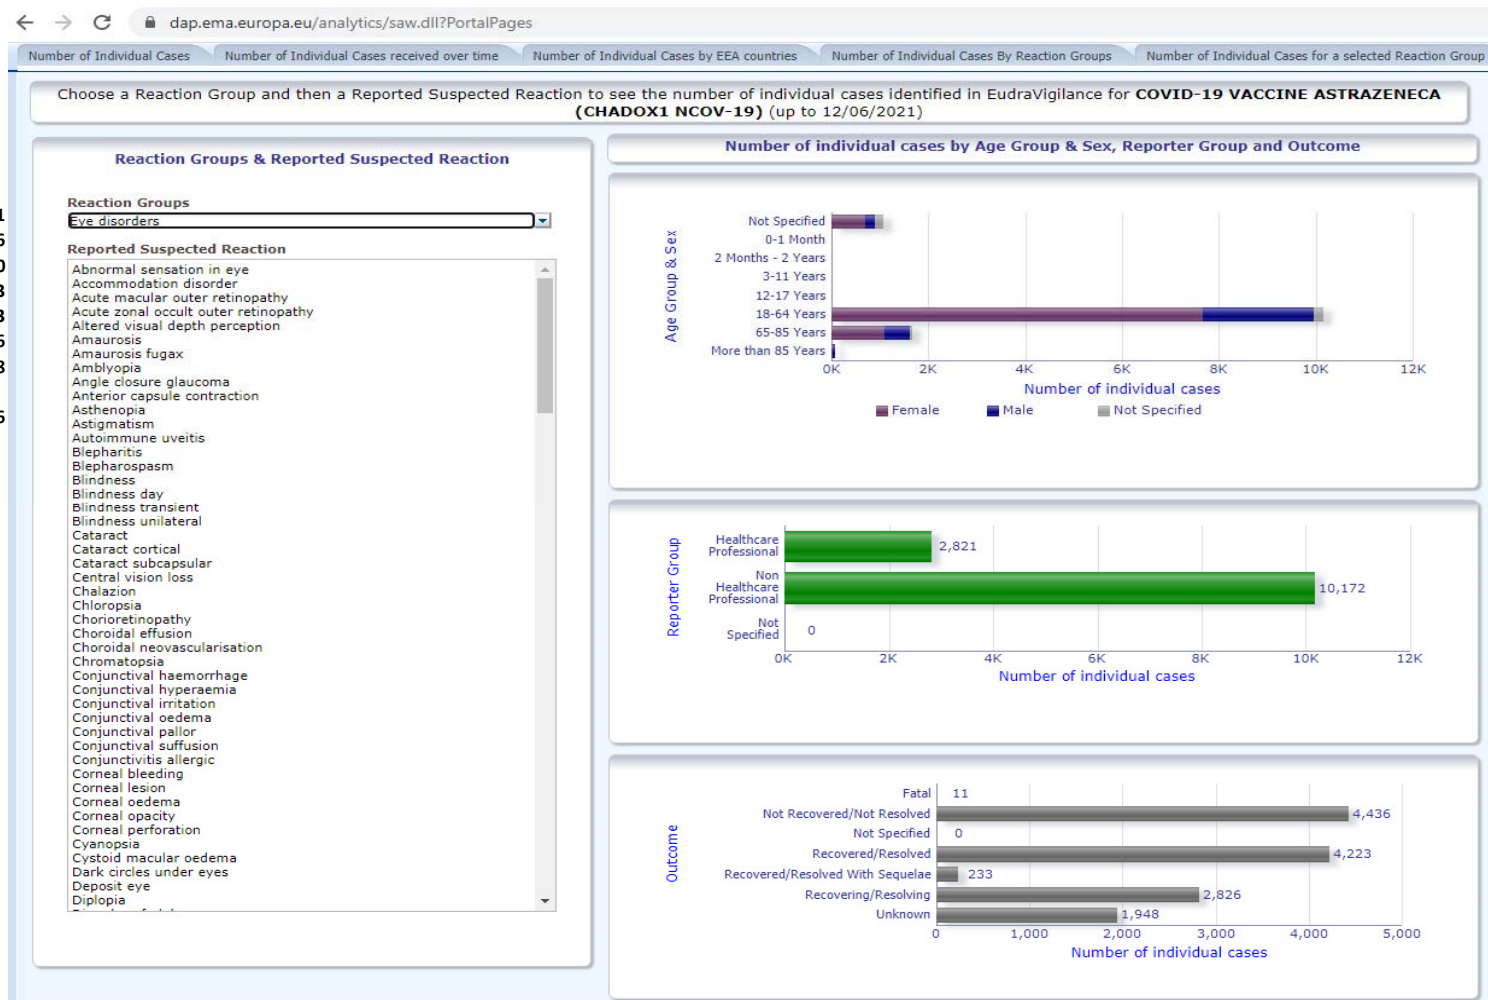 dap.ema.europa.eu/analytics/saw.dll?PortalPages
Number of Individual Cases
Number of Individual Cases received over time
Number of Individual Cases by EEA countries
Number of Individual Cases By Reaction Groups
Number of Individual Cases for a selected Reaction Group
Choose a Reaction Group and then a Reported Suspected Reaction to see the number of individual cases identified in EudraVigilance for COVID-19 VACCINE ASTRAZENECA
(CHADOX1 NCOV-19) (up to 12/06/2021)
Reaction Groups & Reported Suspected Reaction
Reaction Groups
Eye disorders
Reported Suspected Reaction
Abnormal sensation in eye
Accommodation disorder
Acute macular outer retinopathy
Acute zonal occult outer retinopathy
Altered visual depth perception
Amaurosis
Amaurosis fugax
Amblyopia
Angle closure glaucoma
Anterior capsule contraction
Asthenopia
Astigmatism
Autoimmune uveitis
Blepharitis
Blepharospasm
Blindness
Blindness day
Blindness transient
Blindness unilateral
Cataract
Cataract cortical
Cataract subcapsular
Central vision loss
Chalazion
Chloropsia
Chorioretinopathy
Choroidal effusion
Choroidal neovascularisation
Chromatopsia
Conjunctival haemorrhage
Conjunctival hyperaemia
Conjunctival irritation
Conjunctival oedema
Conjunctival pallor
Conjunctival suffusion
Conjunctivitis allergic
Corneal bleeding
Corneal lesion
Corneal oedema
Corneal opacity
Corneal perforation
Cyanopsia
Cystoid macular oedema
Dark circles under eyes
Deposit eye
Diplopia
Number of individual cases by Age Group & Sex, Reporter Group and Outcome
Age Group & Sex
Not Specified
0-1 Month
2 Months - 2 Years
3-11 Years
12-17 Years
18-64 Years
65-85 Years
More than 85 Years
0K 2K 4K 6K 8K 10K 12K
Number of individual cases
Female Male Not Specified
Reporter Group
Healthcare
Professional
2,821
Non
Healthcare
Professional
10,172
Not
Specified
0
0K 2K 4K 6K 8K 10K 12K
Number of individual cases
Outcome
Fatal 11
Not Recovered/Not Resolved 4,436
Not Specified 0
Recovered/Resolved 4,223
Recovered/Resolved With Sequelae 233
Recovering/Resolving 2,826
Unknown 1,948
0 1,000 2,000 3,000 4,000 5,000
Number of individual cases